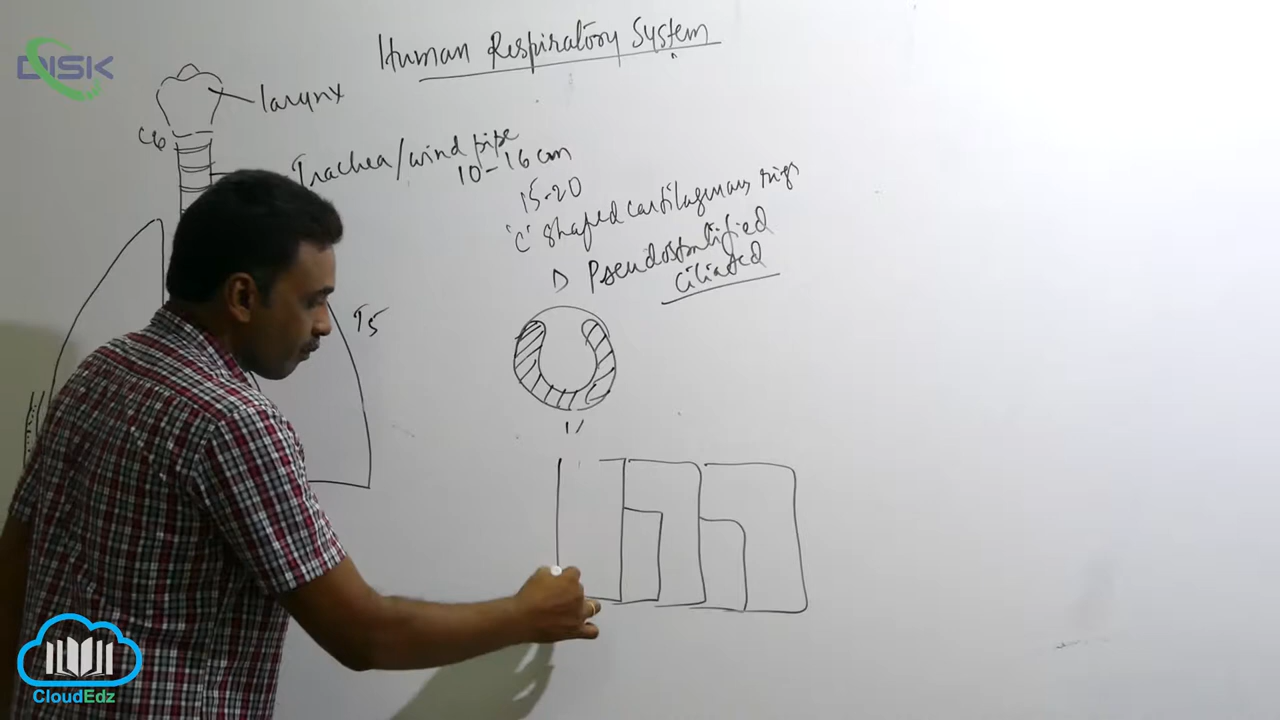 DISK
Human Respiratory System
larynx
C6
Trachea/wind pipe
10-16 cm
15-20
'C' shaped cartilagenous rings
D Pseudostratified
ciliated
T5
CloudEdz